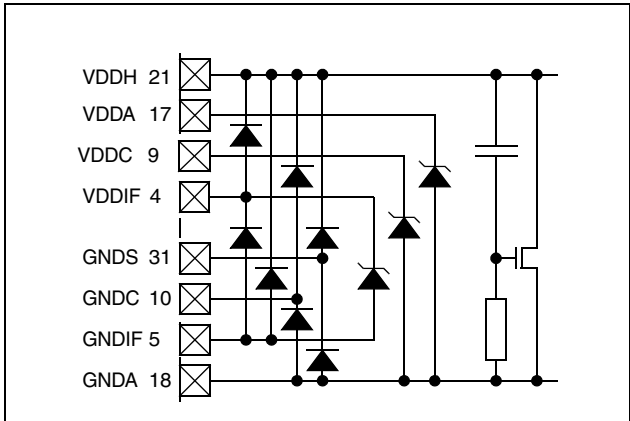 VDDH 21
VDDA 17
VDDC 9
VDDIF 4
GNDS 31
GNDC 10
GNDIF 5
GNDA 18